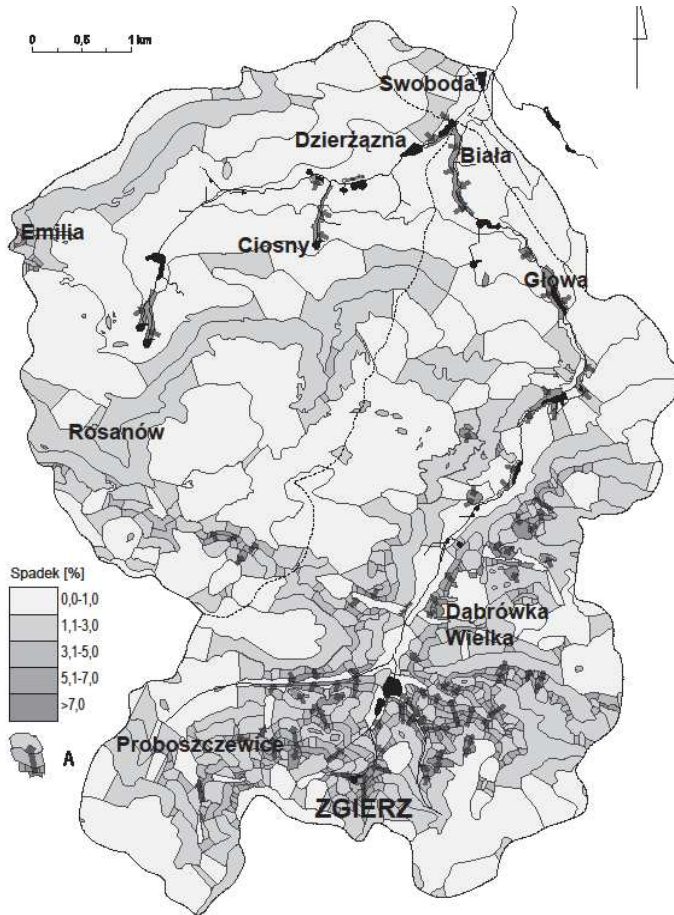 0 0,5 1 km
Swoboda
Dzierżązna
Biała
Emilia
Ciosny
Głowa
Rosanów
Spadek [%]
0,0-1,0
1,1-3,0
3,1-5,0
5,1-7,0
>7,0
Dąbrówka
Wielka
Proboszczewice
A
ZGIERZ